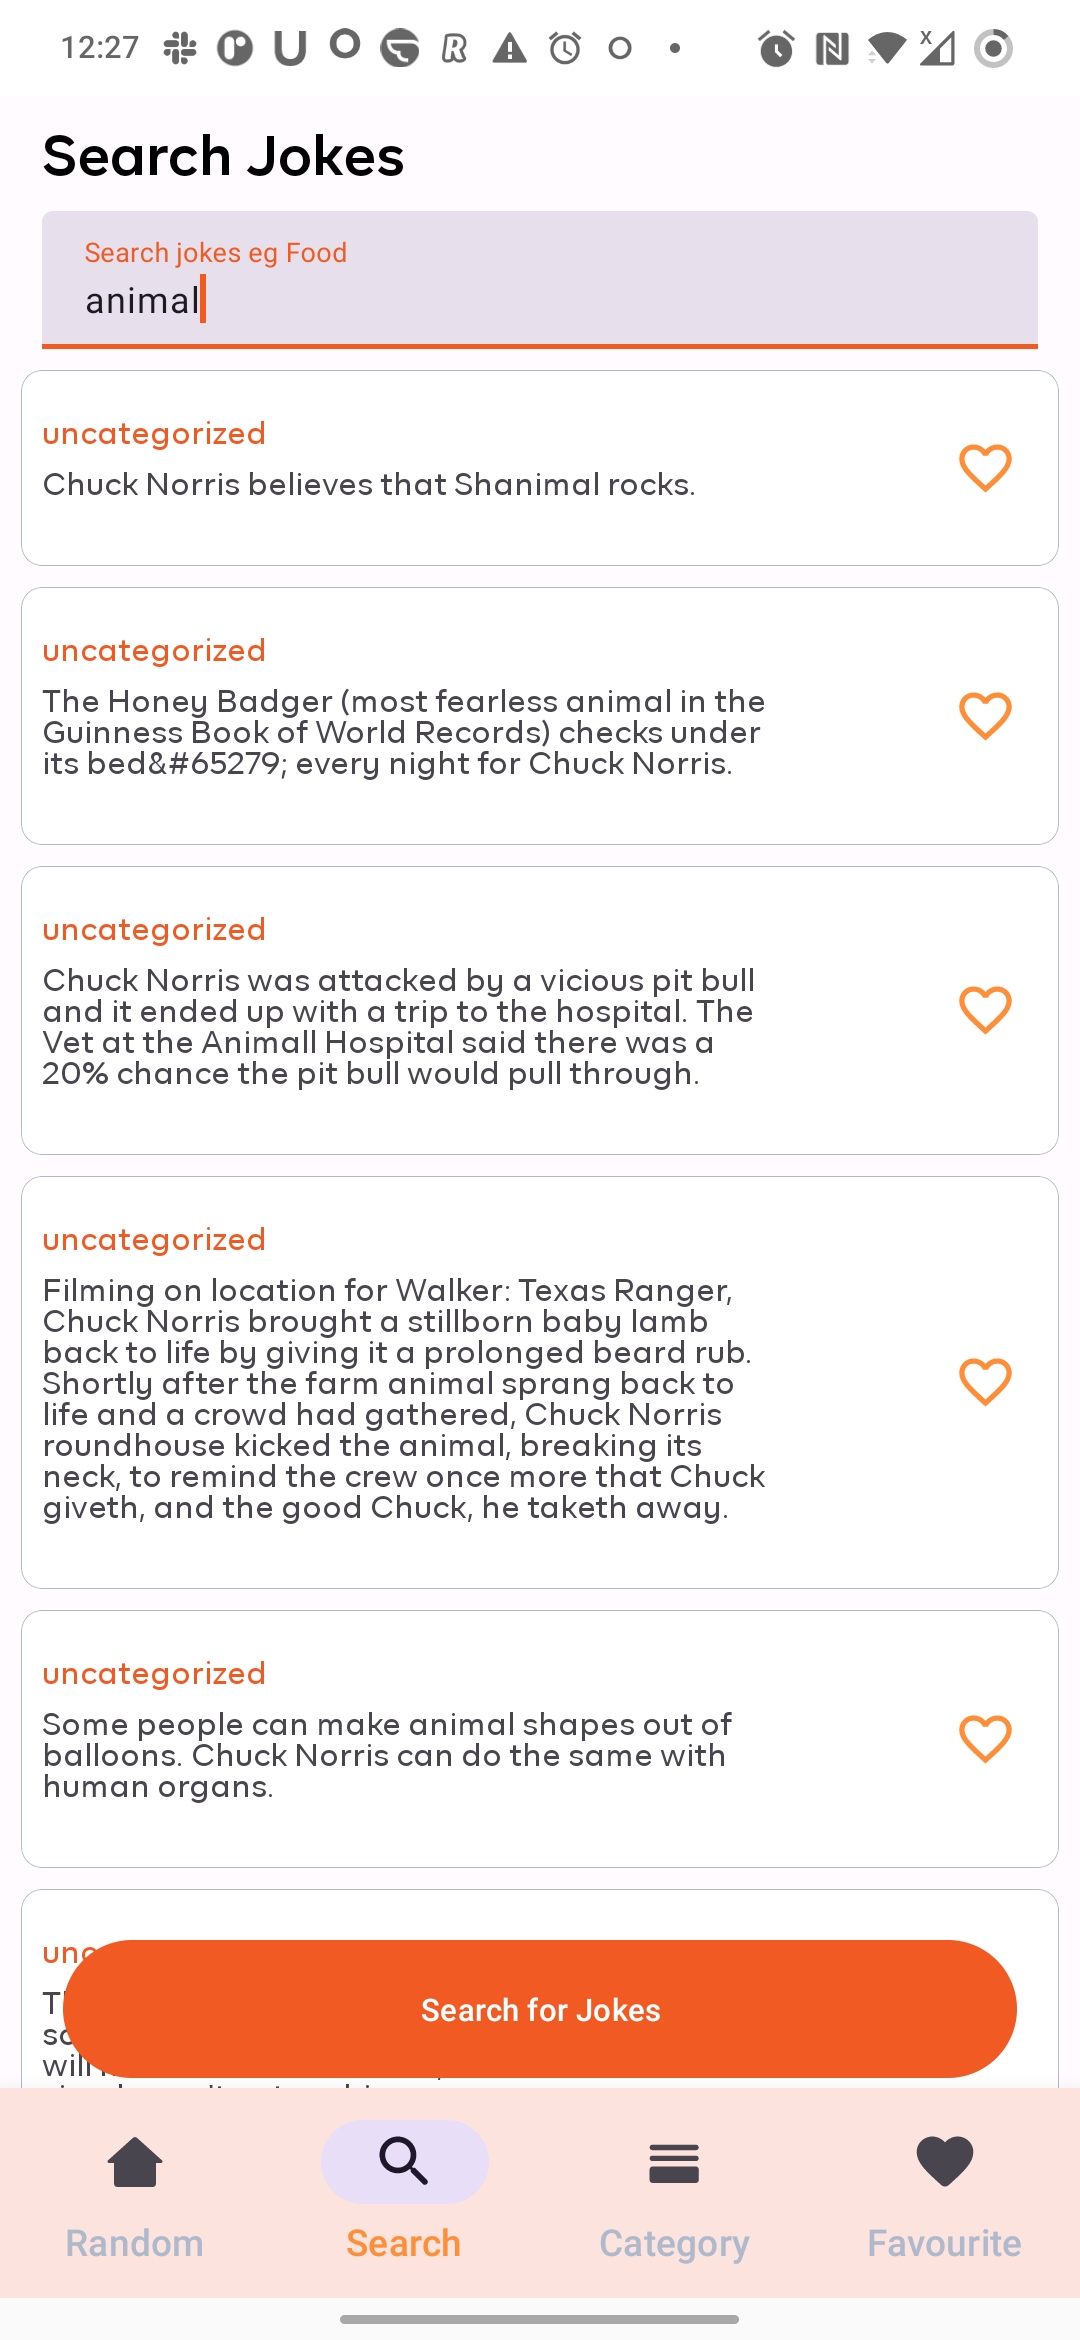 12:27
Search Jokes
Search jokes eg Food
animal
uncategorized
Chuck Norris believes that Shanimal rocks.
uncategorized
The Honey Badger (most fearless animal in the
Guinness Book of World Records) checks under
its bed&#65279; every night for Chuck Norris.
uncategorized
Chuck Norris was attacked by a vicious pit bull
and it ended up with a trip to the hospital. The
Vet at the Animall Hospital said there was a
20% chance the pit bull would pull through.
uncategorized
Filming on location for Walker: Texas Ranger,
Chuck Norris brought a stillborn baby lamb
back to life by giving it a prolonged beard rub.
Shortly after the farm animal sprang back to
life and a crowd had gathered, Chuck Norris
roundhouse kicked the animal, breaking its
neck, to remind the crew once more that Chuck
giveth, and the good Chuck, he taketh away.
uncategorized
Some people can make animal shapes out of
balloons. Chuck Norris can do the same with
human organs.
Search for Jokes
Random
Search
Category
Favourite